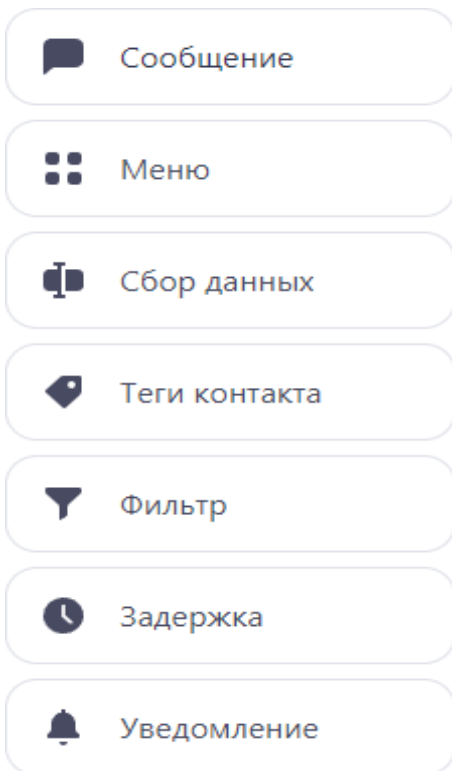 Сообщение
Меню
Сбор данных
Теги контакта
Фильтр
Задержка
Уведомление